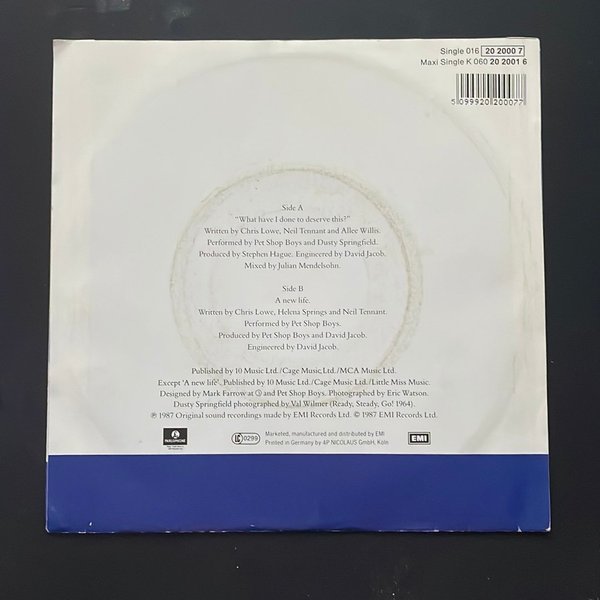 Single 016 20 2000 7
Maxi Single K 060 20 2001 6
5 099920 200077
Side A
"What have I done to deserve this?"
Written by Chris Lowe, Neil Tennant and Allee Willis.
Performed by Pet Shop Boys and Dusty Springfield.
Produced by Stephen Hague. Engineered by David Jacob.
Mixed by Julian Mendelsohn.
Side B
A new life.
Written by Chris Lowe, Helena Springs and Neil Tennant.
Performed by Pet Shop Boys.
Produced by Pet Shop Boys and David Jacob.
Engineered by David Jacob.
Published by 10 Music Ltd./Cage Music Ltd./MCA Music Ltd.
Except 'A new life'. Published by 10 Music Ltd./Cage Music Ltd./Little Miss Music.
Designed by Mark Farrow at 3 and Pet Shop Boys. Photographed by Eric Watson.
Dusty Springfield photographed by Val Wilmer (Ready, Steady, Go! 1964).
℗ 1987 Original sound recordings made by EMI Records Ltd. © 1987 EMI Records Ltd.
PARLOPHONE
LC 0299
Marketed, manufactured and distributed by EMI
Printed in Germany by 4P NICOLAUS GmbH, Köln
EMI